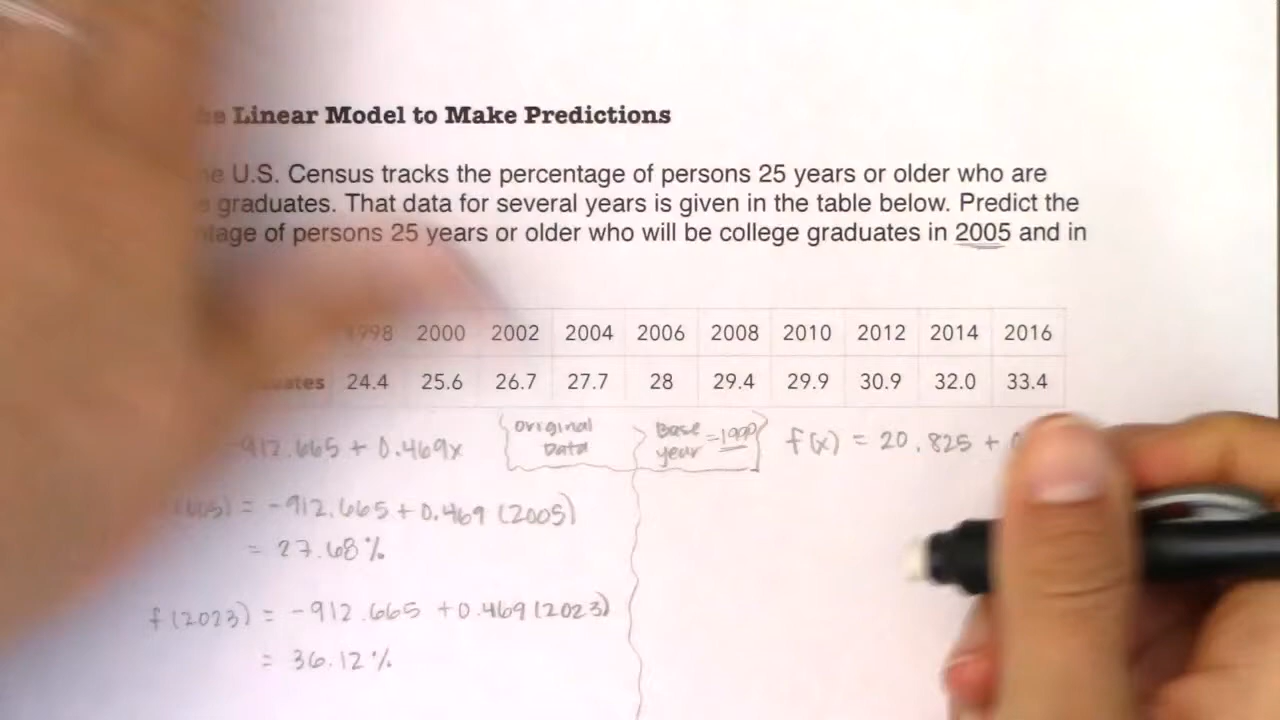 Linear Model to Make Predictions
U.S. Census tracks the percentage of persons 25 years or older who are
graduates. That data for several years is given in the table below. Predict the
of persons 25 years or older who will be college graduates in 2005 and in
1998 2000 2002 2004 2006 2008 2010 2012 2014 2016
24.4 25.6 26.7 27.7 28 29.4 29.9 30.9 32.0 33.4
-912.665 + 0.469x
original Data
Base year = 1990
f(x) = 20.825 +
= -912.665 + 0.469 (2005)
= 27.68%
f(2023) = -912.665 + 0.469(2023)
= 36.12%